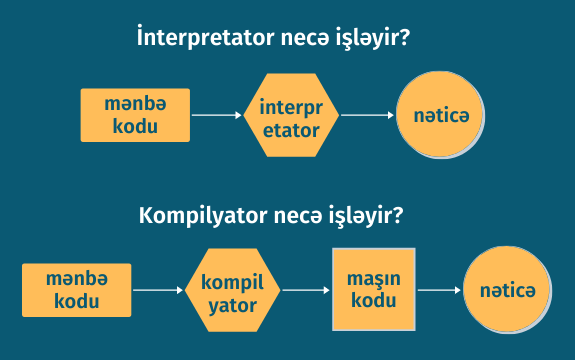 İnterpretator necə işləyir?
mənbə
kodu
interpr
etator
nəticə
Kompilyator necə işləyir?
mənbə
kodu
kompil
yator
maşın
kodu
nəticə